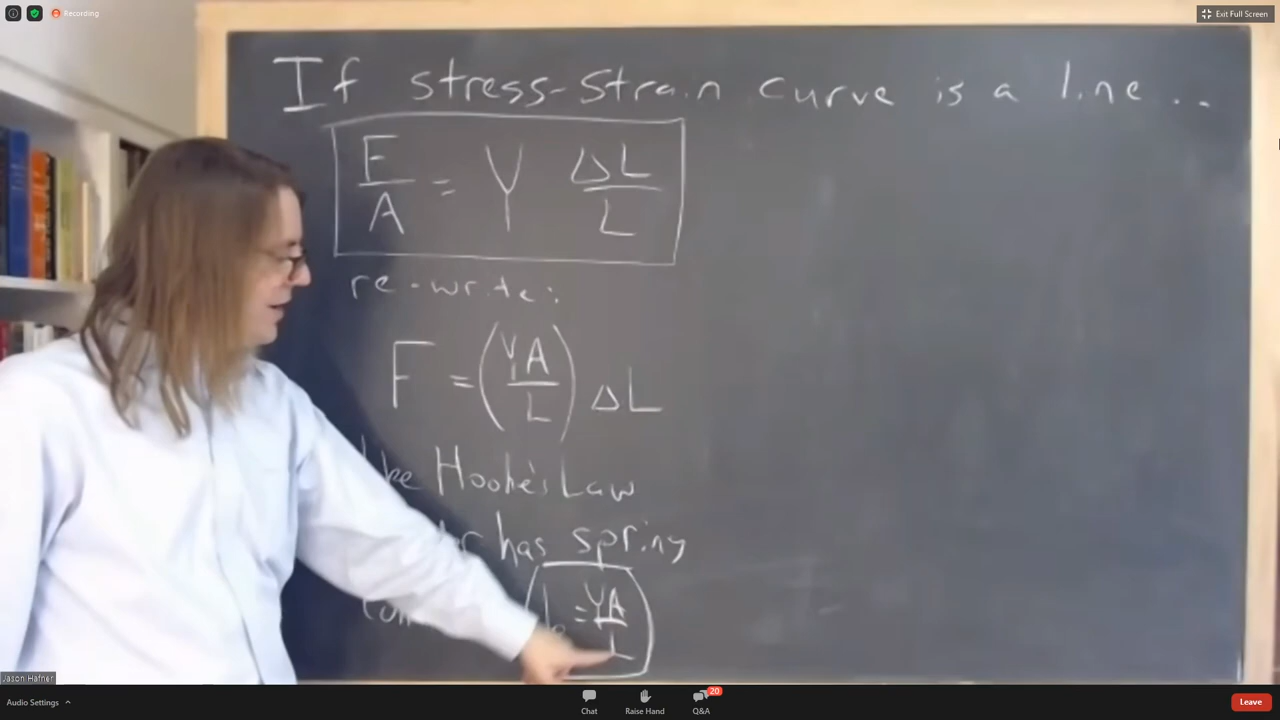 Recording
Exit Full Screen
If stress-strain curve is a line...
F/A = Y ΔL/L
re-write:
F = (YA/L) ΔL
Hooke's Law
has spring
= YA/L
Jason Hafner
Audio Settings
Chat
Raise Hand
Q&A
20
Leave